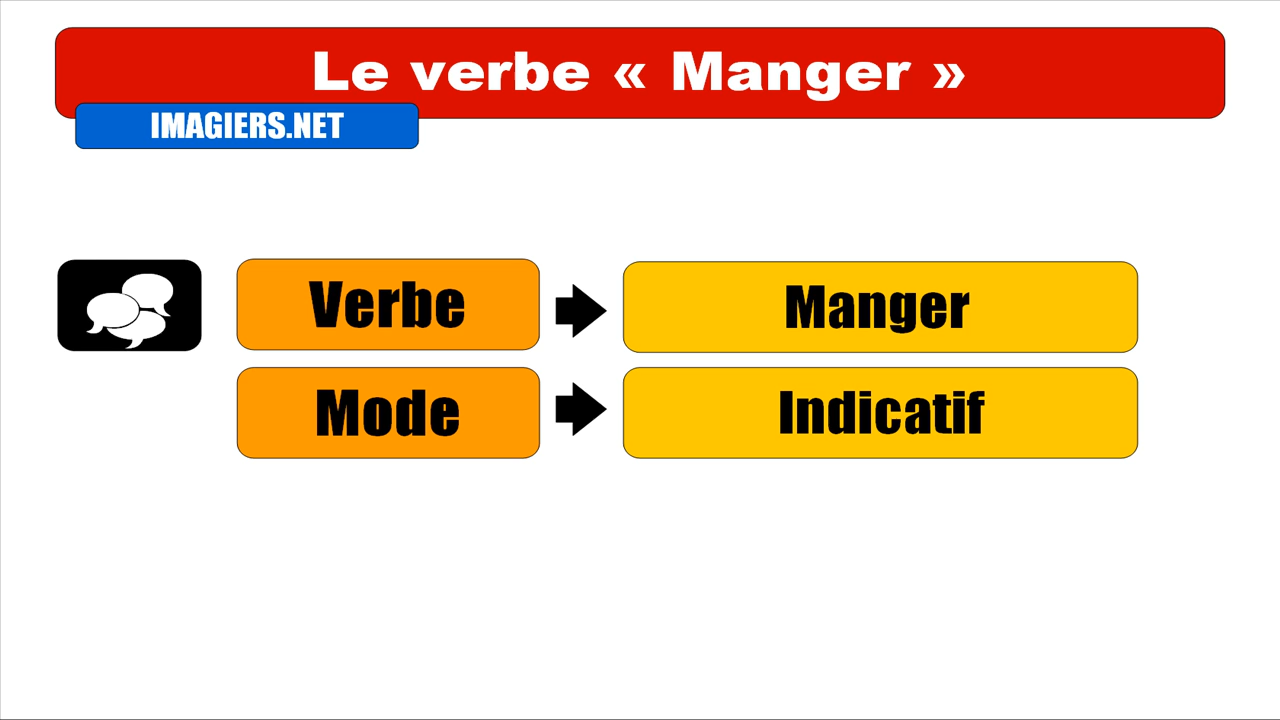 Le verbe « Manger »
IMAGIERS.NET
Verbe
Manger
Mode
Indicatif